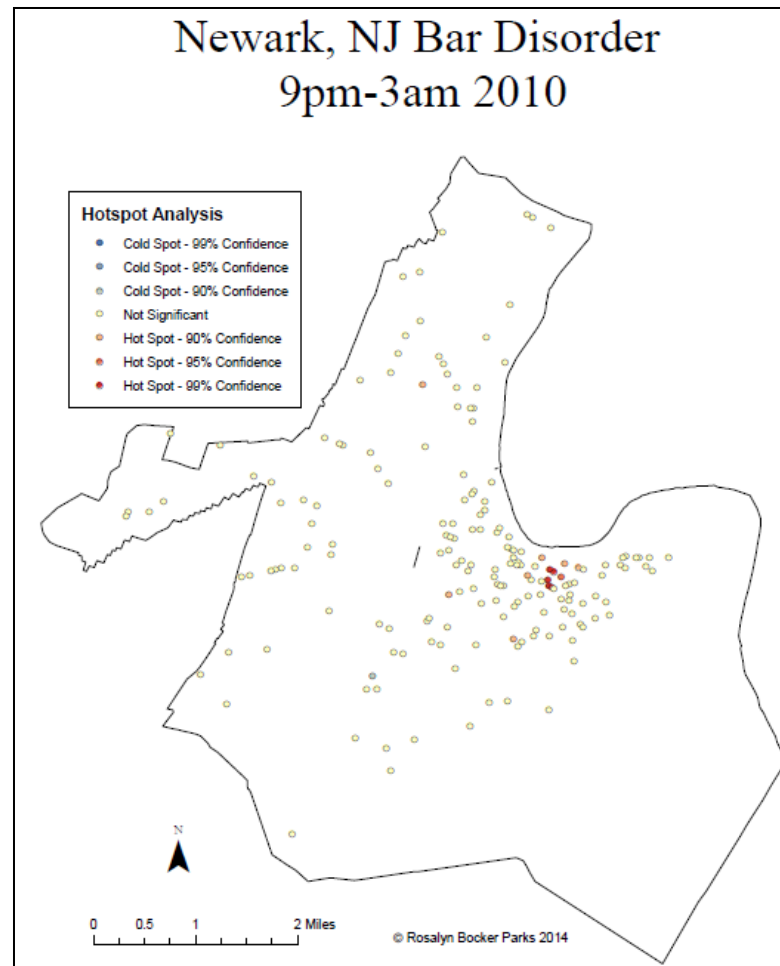 Newark, NJ Bar Disorder
9pm-3am 2010
Hotspot Analysis
Cold Spot - 99% Confidence
Cold Spot - 95% Confidence
Cold Spot - 90% Confidence
Not Significant
Hot Spot - 90% Confidence
Hot Spot - 95% Confidence
Hot Spot - 99% Confidence
N
0 0.5 1 2 Miles
© Rosalyn Bocker Parks 2014